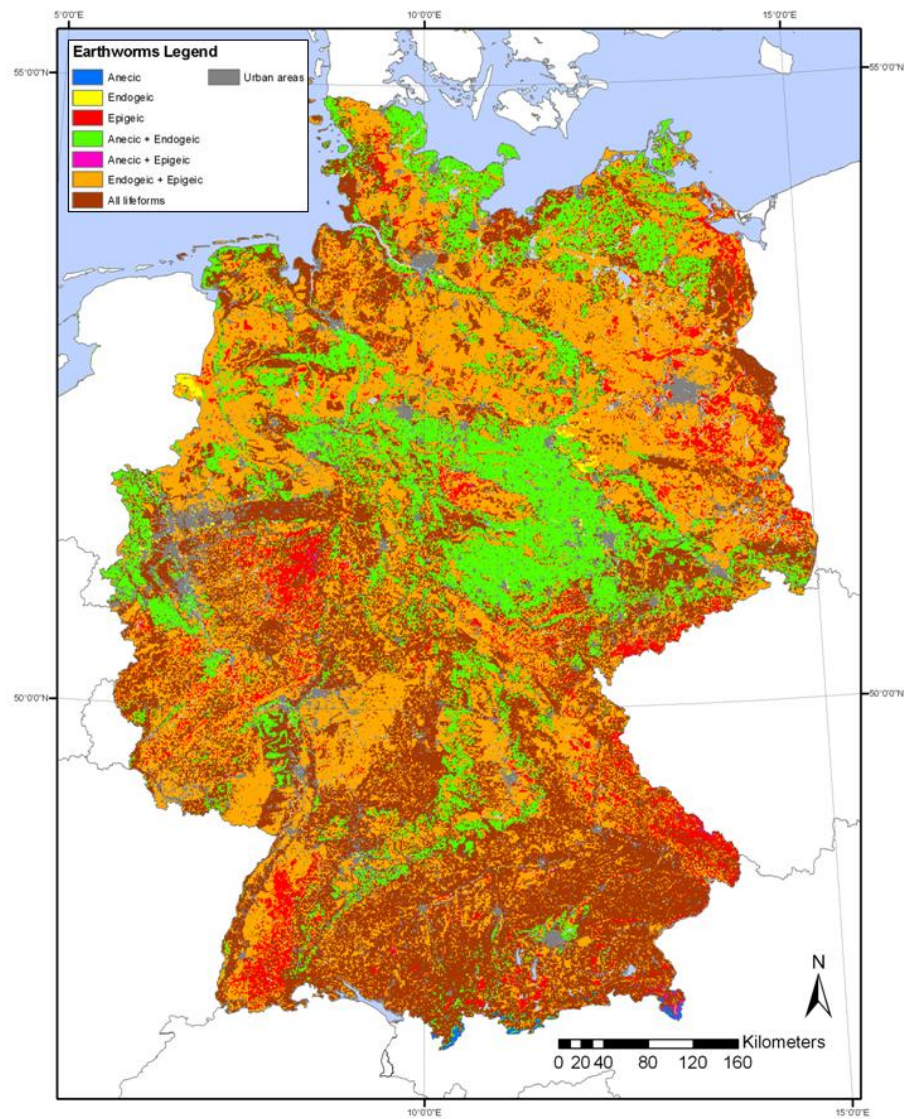 5°0'0"E 10°0'0"E 15°0'0"E
Earthworms Legend
Anecic Urban areas
Endogeic
Epigeic
Anecic + Endogeic
Anecic + Epigeic
Endogeic + Epigeic
All lifeforms
55°0'0"N 55°0'0"N
50°0'0"N 50°0'0"N
N
Kilometers
0 20 40 80 120 160
10°0'0"E 15°0'0"E